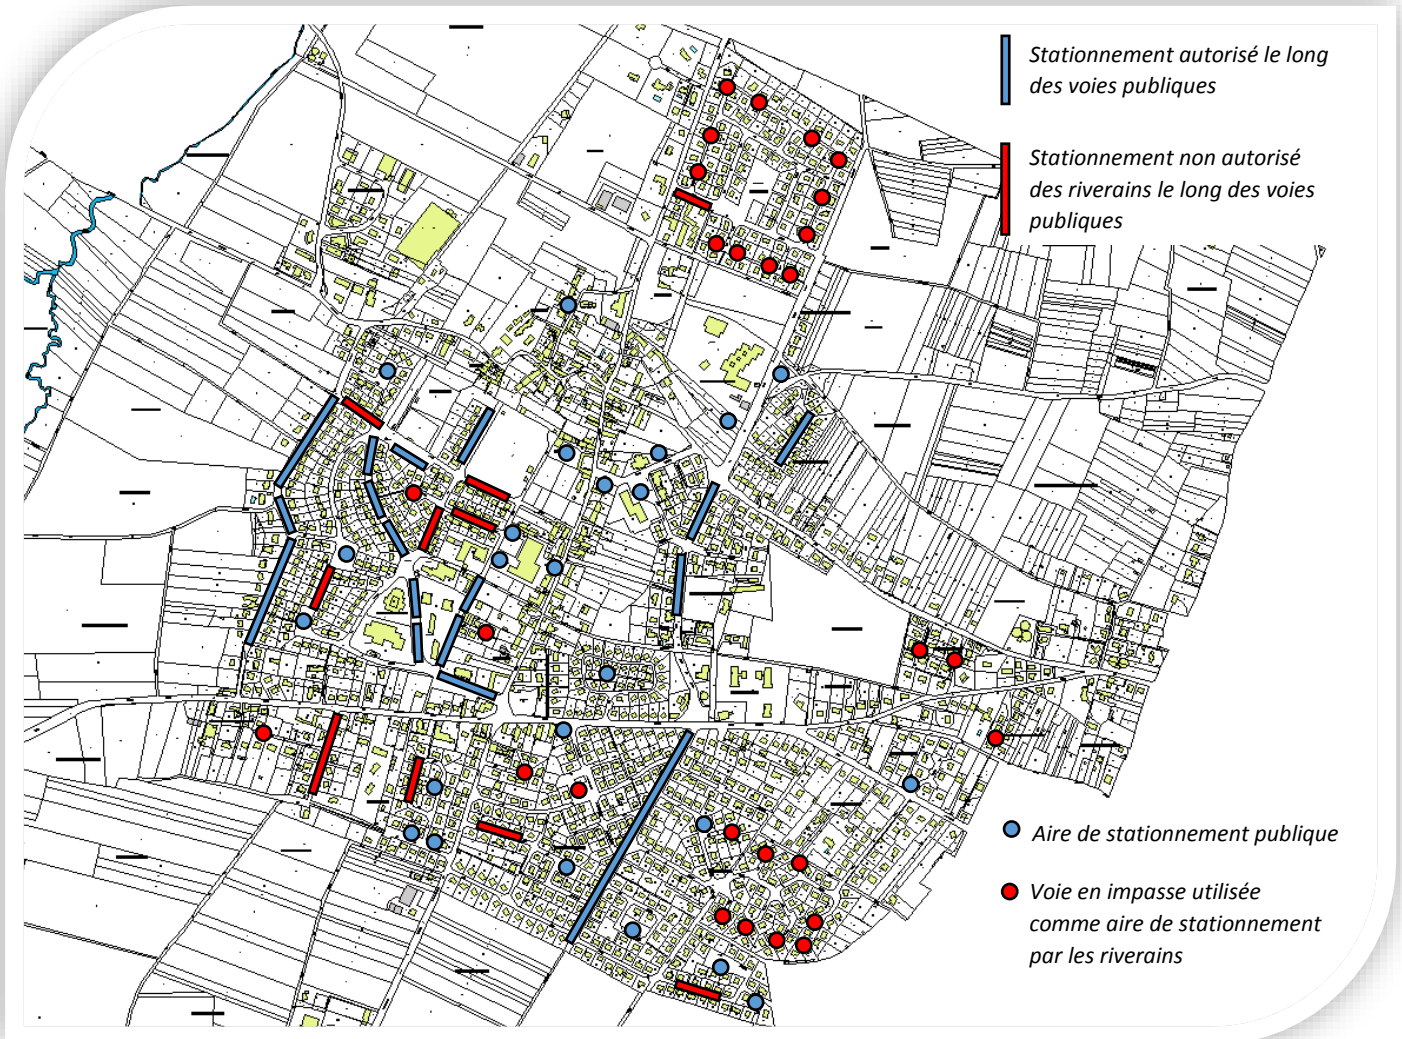 Stationnement autorisé le long
des voies publiques
Stationnement non autorisé
des riverains le long des voies
publiques
Aire de stationnement publique
Voie en impasse utilisée
comme aire de stationnement
par les riverains